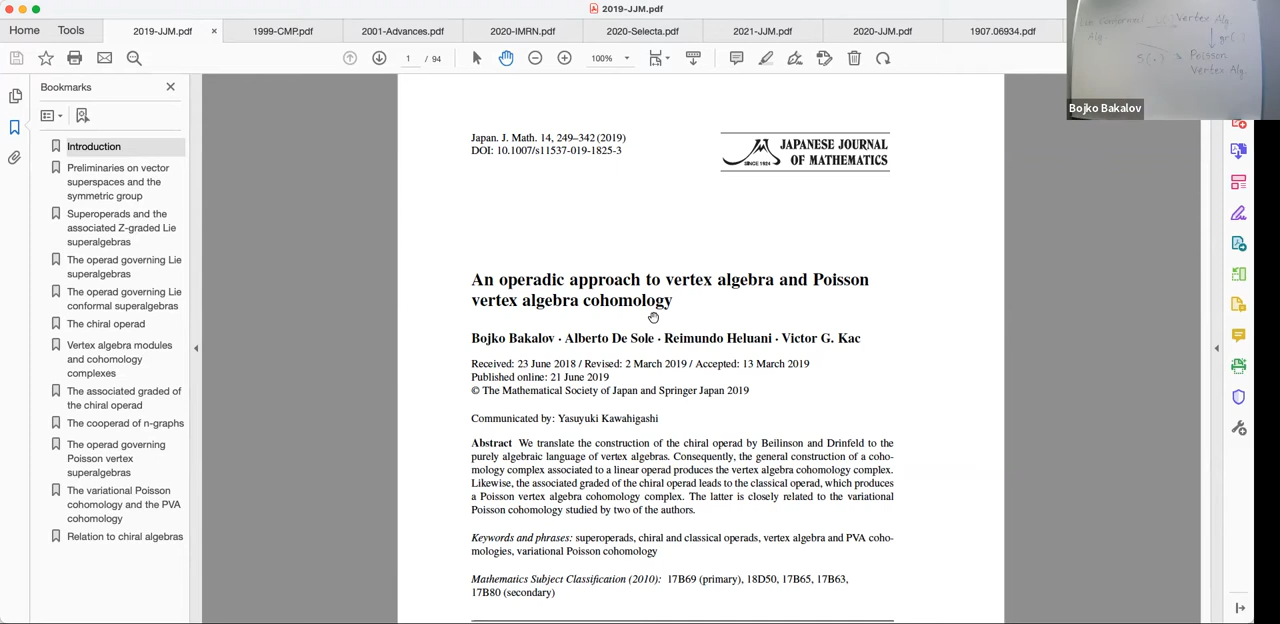 2019-JJM.pdf
Home
Tools
2019-JJM.pdf
1999-CMP.pdf
2001-Advances.pdf
2020-IMRN.pdf
2020-Selecta.pdf
2021-JJM.pdf
2020-JJM.pdf
1907.06934.pdf
1 / 94
100%
Bookmarks
Introduction
Preliminaries on vector
superspaces and the
symmetric group
Superoperads and the
associated Z-graded Lie
superalgebras
The operad governing Lie
superalgebras
The operad governing Lie
conformal superalgebras
The chiral operad
Vertex algebra modules
and cohomology
complexes
The associated graded of
the chiral operad
The cooperad of n-graphs
The operad governing
Poisson vertex
superalgebras
The variational Poisson
cohomology and the PVA
cohomology
Relation to chiral algebras
Japan. J. Math. 14, 249–342 (2019)
DOI: 10.1007/s11537-019-1825-3
SINCE 1924
JAPANESE JOURNAL
OF MATHEMATICS
An operadic approach to vertex algebra and Poisson
vertex algebra cohomology
Bojko Bakalov · Alberto De Sole · Reimundo Heluani · Victor G. Kac
Received: 23 June 2018 / Revised: 2 March 2019 / Accepted: 13 March 2019
Published online: 21 June 2019
© The Mathematical Society of Japan and Springer Japan 2019
Communicated by: Yasuyuki Kawahigashi
Abstract We translate the construction of the chiral operad by Beilinson and Drinfeld to the
purely algebraic language of vertex algebras. Consequently, the general construction of a coho-
mology complex associated to a linear operad produces the vertex algebra cohomology complex.
Likewise, the associated graded of the chiral operad leads to the classical operad, which produces
a Poisson vertex algebra cohomology complex. The latter is closely related to the variational
Poisson cohomology studied by two of the authors.
Keywords and phrases: superoperads, chiral and classical operads, vertex algebra and PVA coho-
mologies, variational Poisson cohomology
Mathematics Subject Classification (2010): 17B69 (primary), 18D50, 17B65, 17B63,
17B80 (secondary)
Lie conformal
Alg.
Vertex Alg.
gr( )
S( )
Poisson
Vertex Alg.
Bojko Bakalov